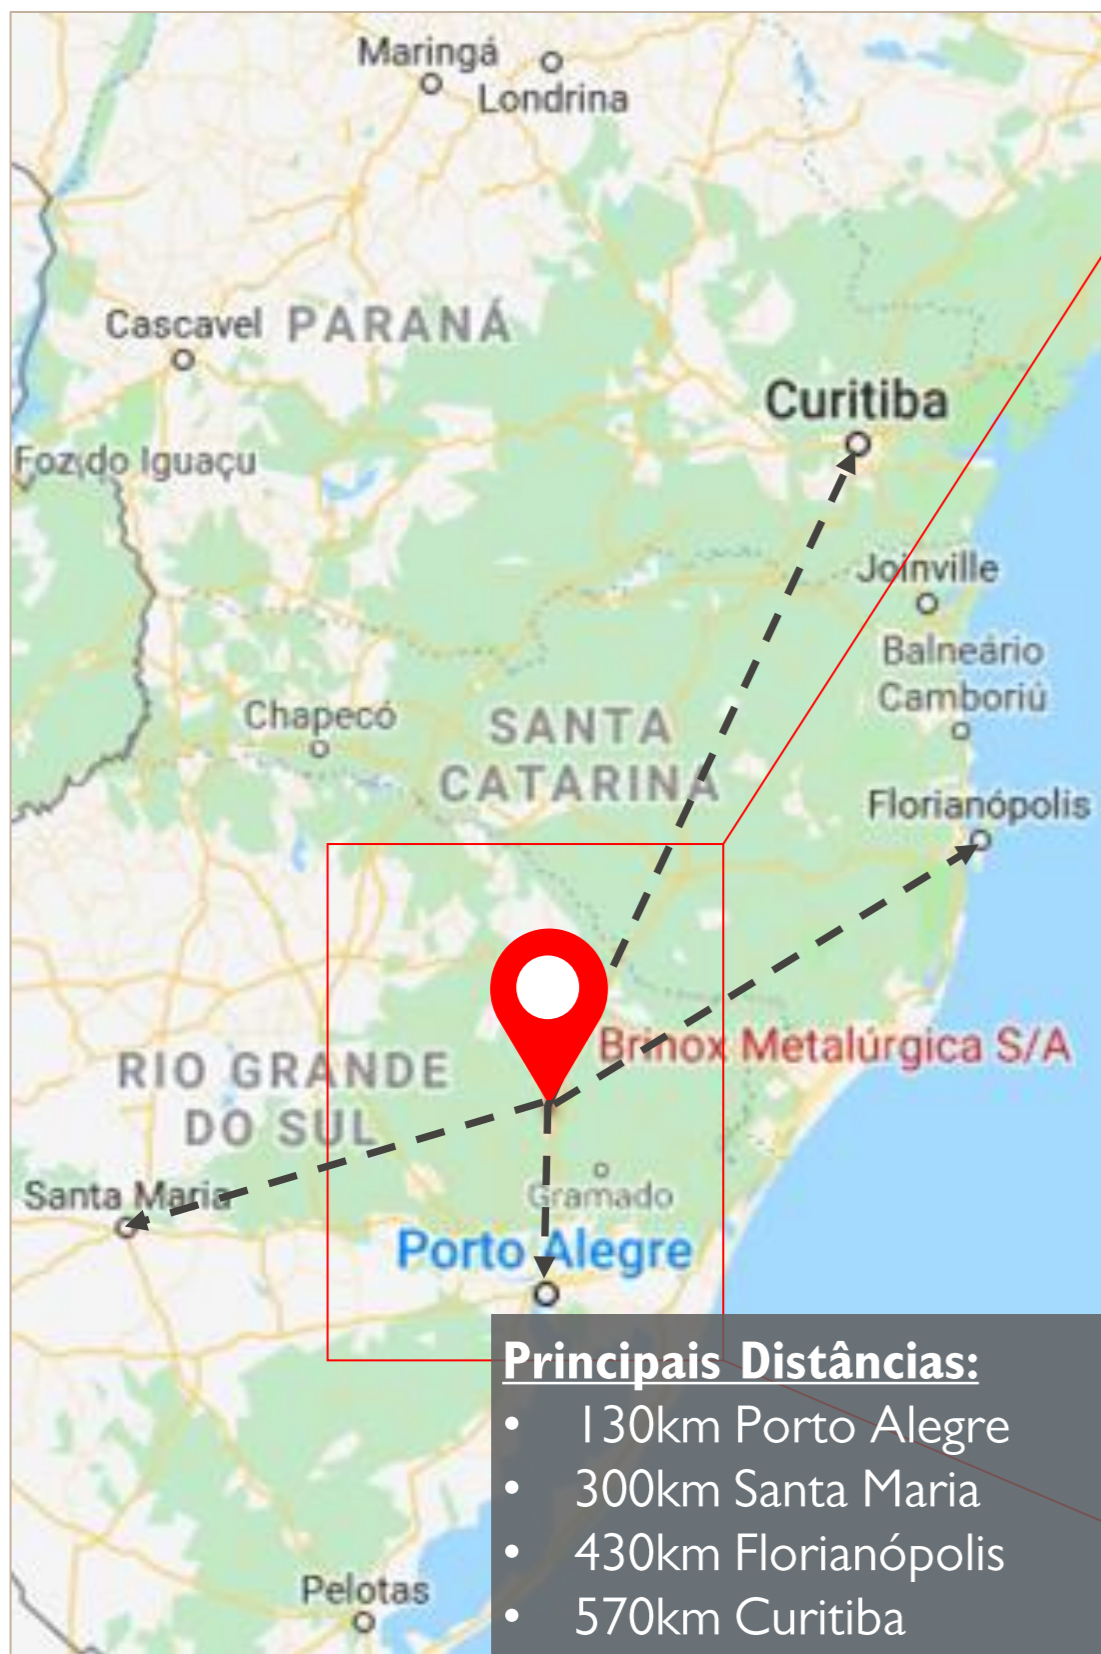 Maringá
Londrina
Cascavel
PARANÁ
Curitiba
Foz do Iguaçu
Joinville
Balneário
Camboriú
Chapecó
SANTA
CATARINA
Florianópolis
Brinox Metalúrgica S/A
RIO GRANDE
DO SUL
Santa Maria
Gramado
Porto Alegre
Principais Distâncias:
• 130km Porto Alegre
• 300km Santa Maria
• 430km Florianópolis
• 570km Curitiba
Pelotas